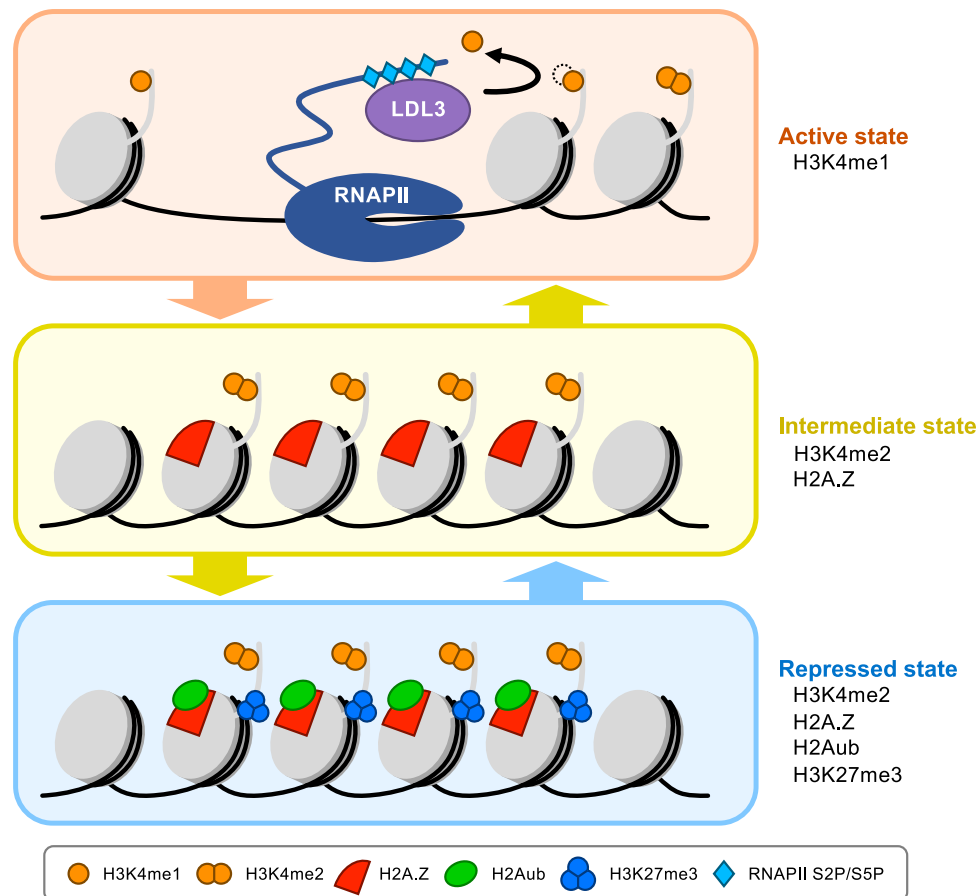 LDL3
RNAPII
Active state
H3K4me1
Intermediate state
H3K4me2
H2A.Z
Repressed state
H3K4me2
H2A.Z
H2Aub
H3K27me3
H3K4me1 H3K4me2 H2A.Z H2Aub H3K27me3 RNAPII S2P/S5P